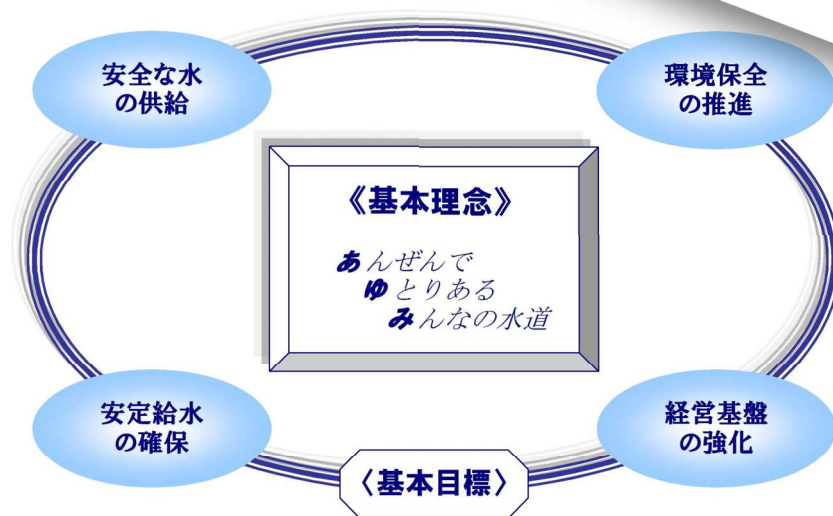 安全な水
の供給
環境保全
の推進
《基本理念》
あんぜんで
ゆとりある
みんなの水道
安定給水
の確保
経営基盤
の強化
〈基本目標〉